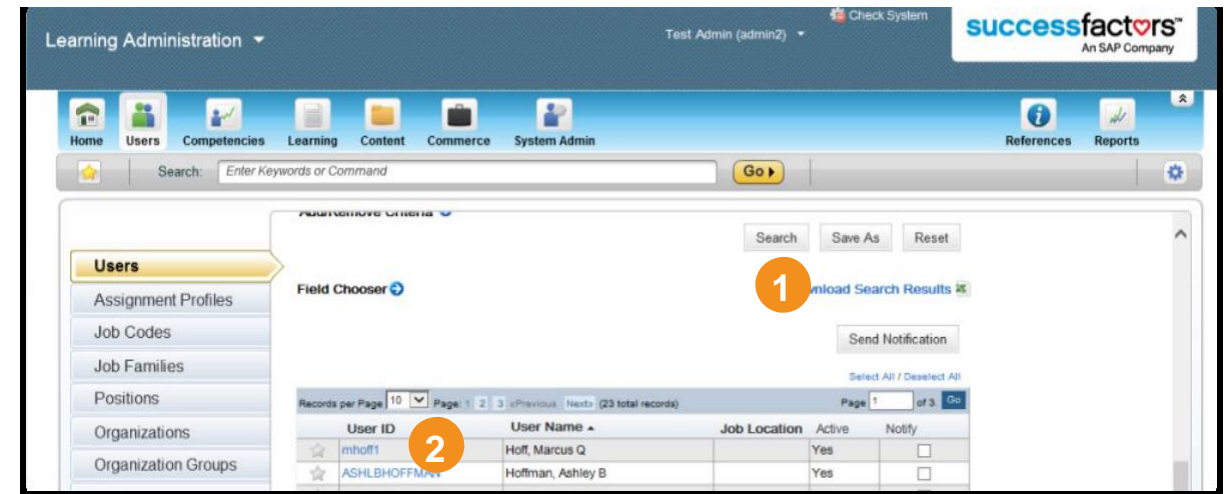 Check System
Learning Administration
Test Admin (admin2)
successfactors™
An SAP Company
Home Users Competencies Learning Content Commerce System Admin References Reports
Search: Enter Keywords or Command Go
Add/Remove Criteria
Search Save As Reset
Users
Field Chooser 1 nload Search Results
Assignment Profiles
Job Codes
Send Notification
Job Families
Select All / Deselect All
Positions
Records per Page 10 Page: 1 2 3 «Previous Next» (23 total records) Page 1 of 3. Go
Organizations
User ID User Name Job Location Active Notify
2
mhoff1 Hoff, Marcus Q Yes
Organization Groups
ASHLBHOFFMAN Hoffman, Ashley B Yes